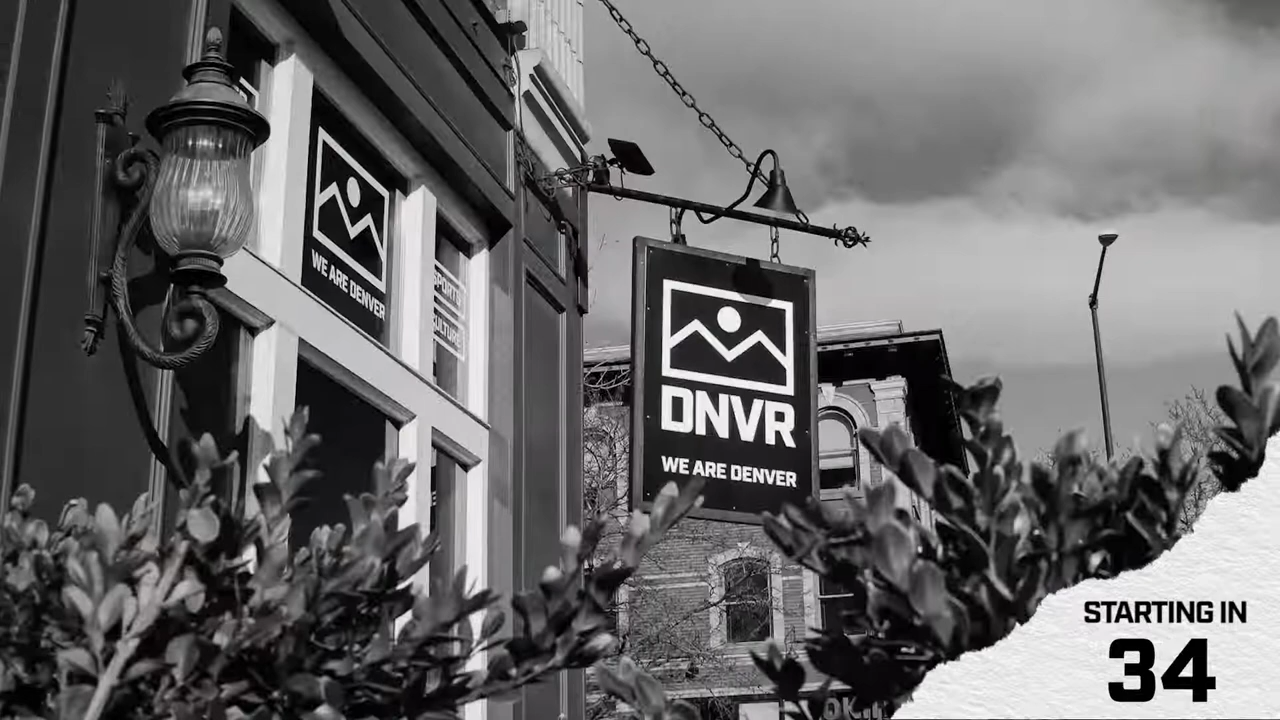 WE ARE DENVER
SPORTS
CULTURE
DNVR
WE ARE DENVER
STARTING IN
34